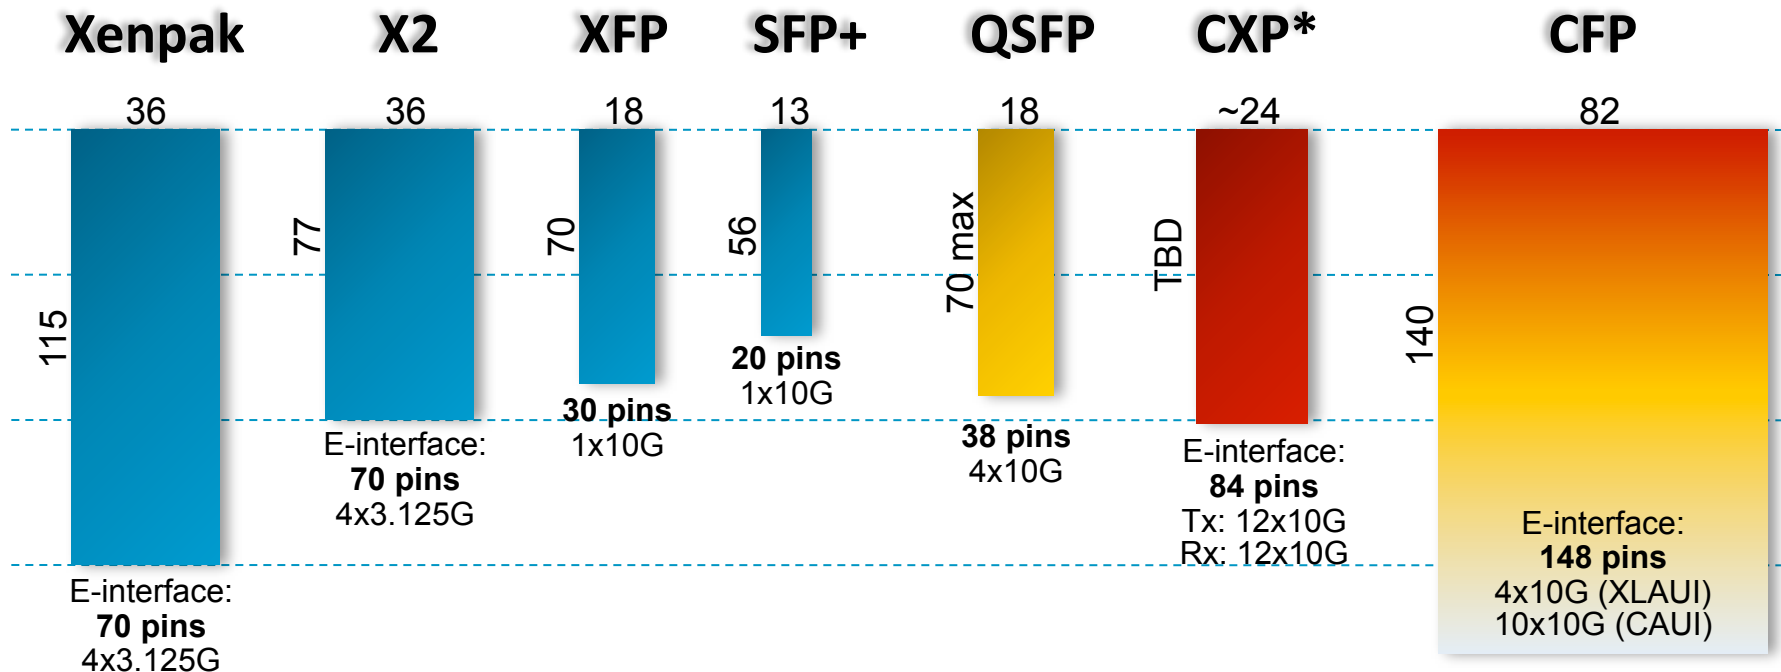 Xenpak
X2
XFP
SFP+
QSFP
CXP*
CFP
36
36
18
13
18
~24
82
115
77
70
56
70 max
TBD
140
E-interface:
70 pins
4x3.125G
E-interface:
70 pins
4x3.125G
30 pins
1x10G
20 pins
1x10G
38 pins
4x10G
E-interface:
84 pins
Tx: 12x10G
Rx: 12x10G
E-interface:
148 pins
4x10G (XLAUI)
10x10G (CAUI)